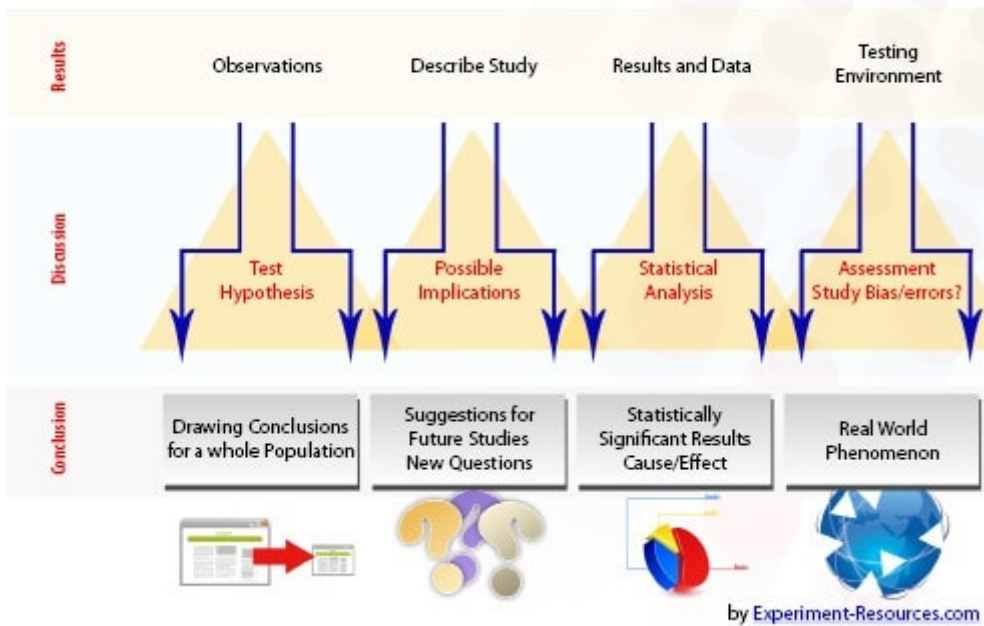 Results
Observations
Describe Study
Results and Data
Testing
Environment
Discussion
Test
Hypothesis
Possible
Implications
Statistical
Analysis
Assessment
Study Bias/errors?
Conclusion
Drawing Conclusions
for a whole Population
Suggestions for
Future Studies
New Questions
Statistically
Significant Results
Cause/Effect
Real World
Phenomenon
by Experiment-Resources.com